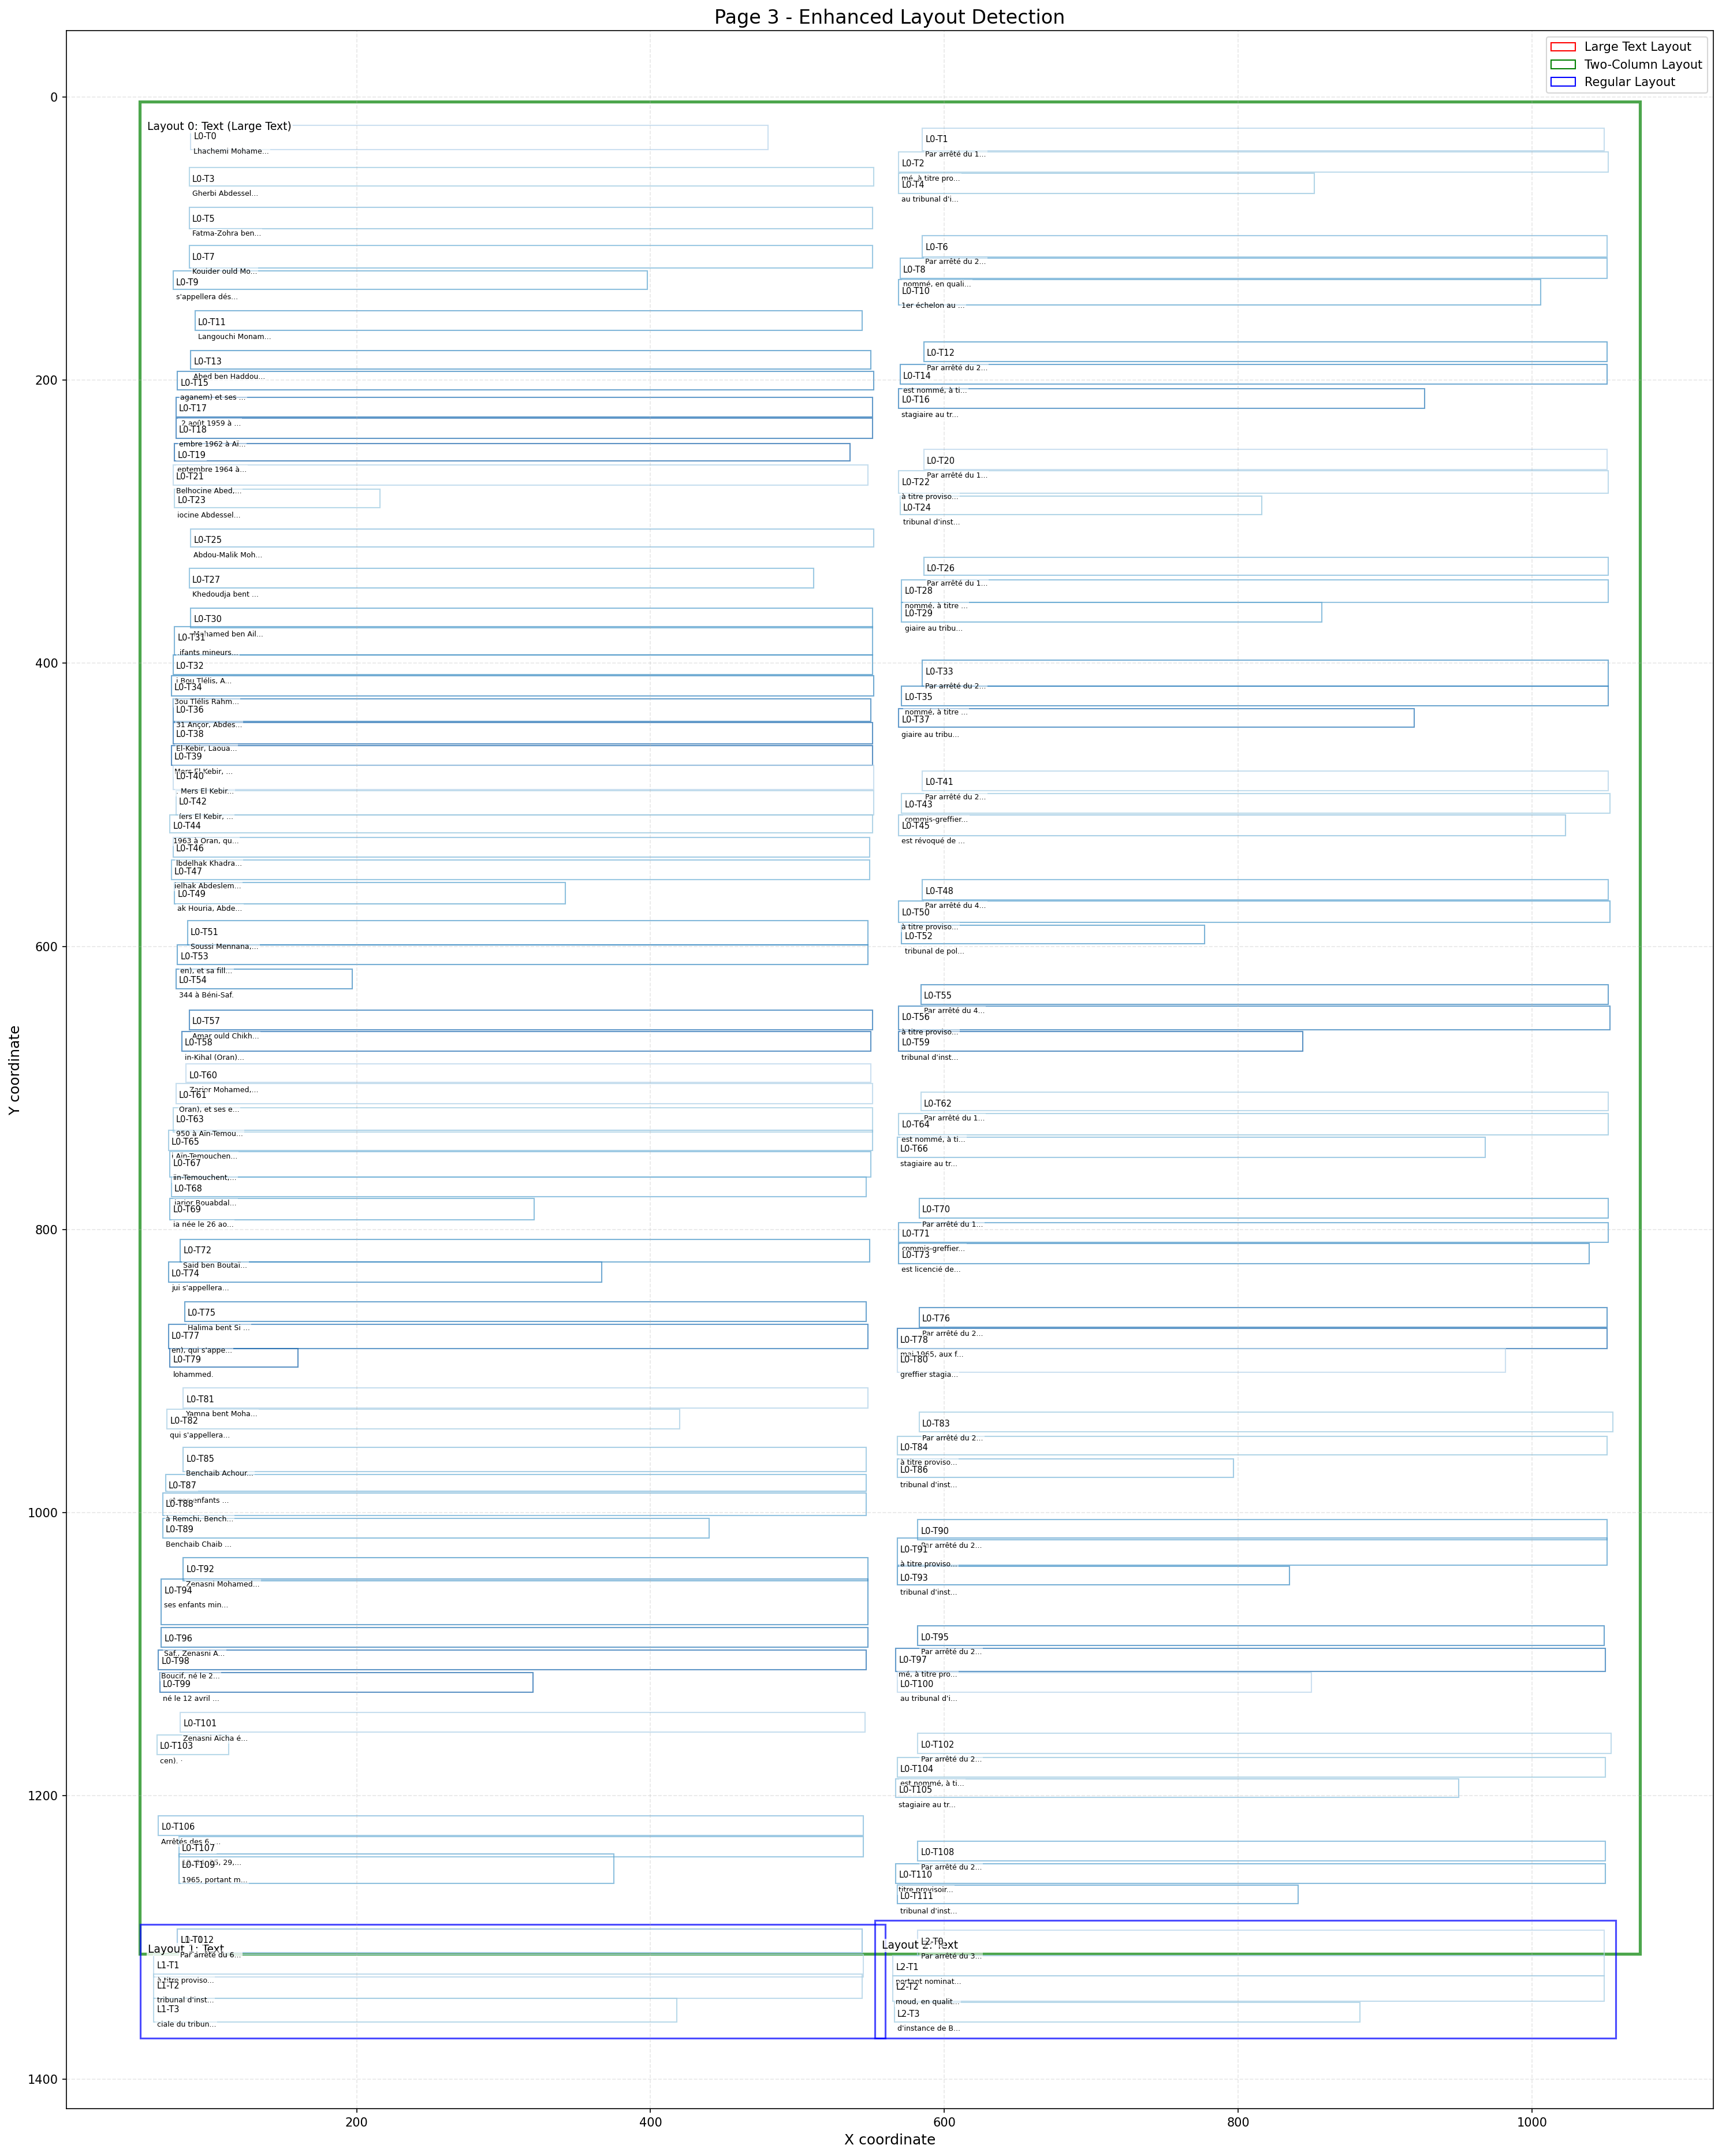 Page 3 - Enhanced Layout Detection
Large Text Layout
Two-Column Layout
Regular Layout
Y coordinate
0
200
400
600
800
1000
1200
1400
Layout 0: Text (Large Text)
L0-T0
Lhachemi Mohame...
L0-T3
Gherbi Abdessel...
L0-T5
Fatma-Zohra ben...
L0-T7
Kouider ould Mo...
L0-T9
s'appellera dés...
L0-T11
Langouchi Monam...
L0-T13
Abed ben Haddou...
L0-T15
aganem) et ses ...
L0-T17
2 août 1959 à ...
L0-T18
embre 1962 à Ai...
L0-T19
eptembre 1964 à...
L0-T21
Belhocine Abed,...
L0-T23
iocine Abdessel...
L0-T25
Abdou-Malik Moh...
L0-T27
Khedoudja bent ...
L0-T30
Mohamed ben Ail...
L0-T31
ifants mineurs...
L0-T32
i Bou Tlélis, A...
L0-T34
3ou Tlélis Rahm...
L0-T36
31 Ançor, Abdes...
L0-T38
El-Kebir, Laoua...
L0-T39
Mers El Kebir, ...
L0-T40
. Mers El Kebir...
L0-T42
lers El Kebir, ...
L0-T44
1963 à Oran, qu...
L0-T46
lbdelhak Khadra...
L0-T47
ielhak Abdeslem...
L0-T49
ak Houria, Abde...
L0-T51
Soussi Mennana,...
L0-T53
en), et sa fill...
L0-T54
344 à Béni-Saf.
L0-T57
Amar ould Chikh...
L0-T58
in-Kihal (Oran)...
L0-T60
Zarior Mohamed,...
L0-T61
Oran), et ses e...
L0-T63
950 à Aïn-Temou...
L0-T65
i Aïn-Temouchen...
L0-T67
iin-Temouchent,...
L0-T68
iarior Bouabdal...
L0-T69
ia née le 26 ao...
L0-T72
Said ben Boutai...
L0-T74
jui s'appellera...
L0-T75
Halima bent Si ...
L0-T77
en), qui s'appe...
L0-T79
lohammed.
L0-T81
Yamna bent Moha...
L0-T82
qui s'appellera...
L0-T85
Benchaib Achour...
L0-T87
enfants ...
L0-T88
à Remchi, Bench...
L0-T89
Benchaib Chaib ...
L0-T92
Zenasni Mohamed...
L0-T94
ses enfants min...
L0-T96
Saf., Zenasni A...
L0-T98
Boucif, né le 2...
L0-T99
né le 12 avril ...
L0-T101
Zenasni Aïcha é...
L0-T103
cen). ·
L0-T106
Arrêtés des 6, ...
L0-T107
29,...
L0-T109
1965, portant m...
L0-T1
Par arrêté du 1...
L0-T2
mé, à titre pro...
L0-T4
au tribunal d'i...
L0-T6
Par arrêté du 2...
L0-T8
nommé, en quali...
L0-T10
1er échelon au ...
L0-T12
Par arrêté du 2...
L0-T14
est nommé, à ti...
L0-T16
stagiaire au tr...
L0-T20
Par arrêté du 1...
L0-T22
à titre proviso...
L0-T24
tribunal d'inst...
L0-T26
Par arrêté du 1...
L0-T28
nommé, à titre ...
L0-T29
giaire au tribu...
L0-T33
Par arrêté du 2...
L0-T35
nommé, à titre ...
L0-T37
giaire au tribu...
L0-T41
Par arrêté du 2...
L0-T43
commis-greffier...
L0-T45
est révoqué de ...
L0-T48
Par arrêté du 4...
L0-T50
à titre proviso...
L0-T52
tribunal de pol...
L0-T55
Par arrêté du 4...
L0-T56
à titre proviso...
L0-T59
tribunal d'inst...
L0-T62
Par arrêté du 1...
L0-T64
est nommé, à ti...
L0-T66
stagiaire au tr...
L0-T70
Par arrêté du 1...
L0-T71
commis-greffier...
L0-T73
est licencié de...
L0-T76
Par arrêté du 2...
L0-T78
mai 1965, aux f...
L0-T80
greffier stagia...
L0-T83
Par arrêté du 2...
L0-T84
à titre proviso...
L0-T86
tribunal d'inst...
L0-T90
Par arrêté du 2...
L0-T91
à titre proviso...
L0-T93
tribunal d'inst...
L0-T95
Par arrêté du 2...
L0-T97
mé, à titre pro...
L0-T100
au tribunal d'i...
L0-T102
Par arrêté du 2...
L0-T104
est nommé, à ti...
L0-T105
stagiaire au tr...
L0-T108
Par arrêté du 2...
L0-T110
titre provisoir...
L0-T111
tribunal d'inst...
Layout 1: Text
Par arrêté du 6...
L1-T1
à titre proviso...
L1-T2
tribunal d'inst...
L1-T3
ciale du tribun...
Layout 2: Text
L2-T0
Par arrêté du 3...
L2-T1
portant nominat...
L2-T2
moud, en qualit...
L2-T3
d'instance de B...
200
400
600
800
1000
X coordinate